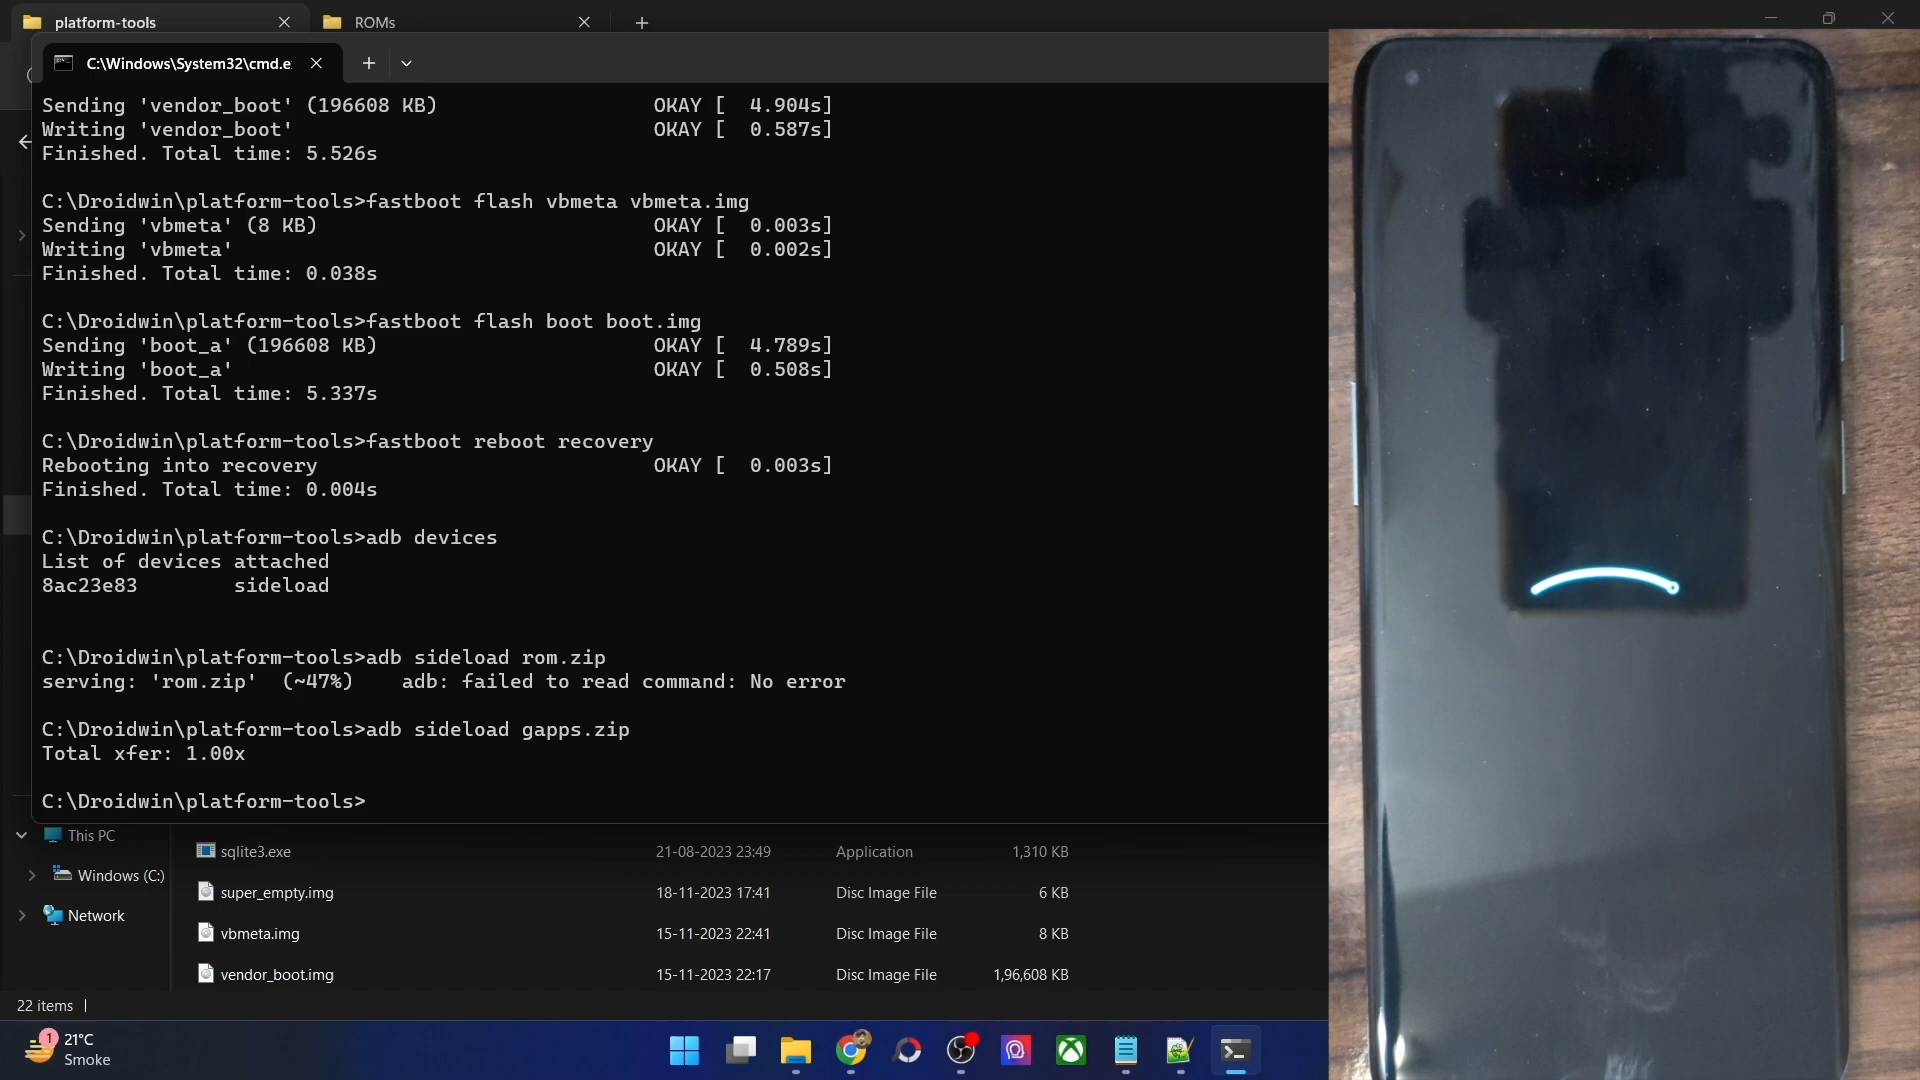 platform-tools
ROMs
C:\Windows\System32\cmd.e
Sending 'vendor_boot' (196608 KB) OKAY [ 4.904s]
Writing 'vendor_boot' OKAY [ 0.587s]
Finished. Total time: 5.526s
C:\Droidwin\platform-tools>fastboot flash vbmeta vbmeta.img
Sending 'vbmeta' (8 KB) OKAY [ 0.003s]
Writing 'vbmeta' OKAY [ 0.002s]
Finished. Total time: 0.038s
C:\Droidwin\platform-tools>fastboot flash boot boot.img
Sending 'boot_a' (196608 KB) OKAY [ 4.789s]
Writing 'boot_a' OKAY [ 0.508s]
Finished. Total time: 5.337s
C:\Droidwin\platform-tools>fastboot reboot recovery
Rebooting into recovery OKAY [ 0.003s]
Finished. Total time: 0.004s
C:\Droidwin\platform-tools>adb devices
List of devices attached
8ac23e83 sideload
C:\Droidwin\platform-tools>adb sideload rom.zip
serving: 'rom.zip' (~47%) adb: failed to read command: No error
C:\Droidwin\platform-tools>adb sideload gapps.zip
Total xfer: 1.00x
C:\Droidwin\platform-tools>
This PC
Windows (C:)
Network
sqlite3.exe 21-08-2023 23:49 Application 1,310 KB
super_empty.img 18-11-2023 17:41 Disc Image File 6 KB
vbmeta.img 15-11-2023 22:41 Disc Image File 8 KB
vendor_boot.img 15-11-2023 22:17 Disc Image File 1,96,608 KB
22 items
1
21°C
Smoke